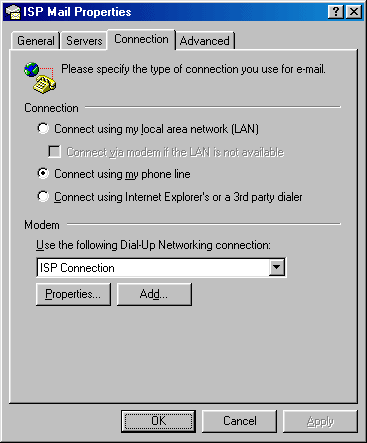 ISP Mail Properties
General Servers Connection Advanced
Please specify the type of connection you use for e-mail.
Connection
Connect using my local area network (LAN)
Connect via modem if the LAN is not available
Connect using my phone line
Connect using Internet Explorer's or a 3rd party dialer
Modem
Use the following Dial-Up Networking connection:
ISP Connection
Properties... Add...
OK Cancel Apply